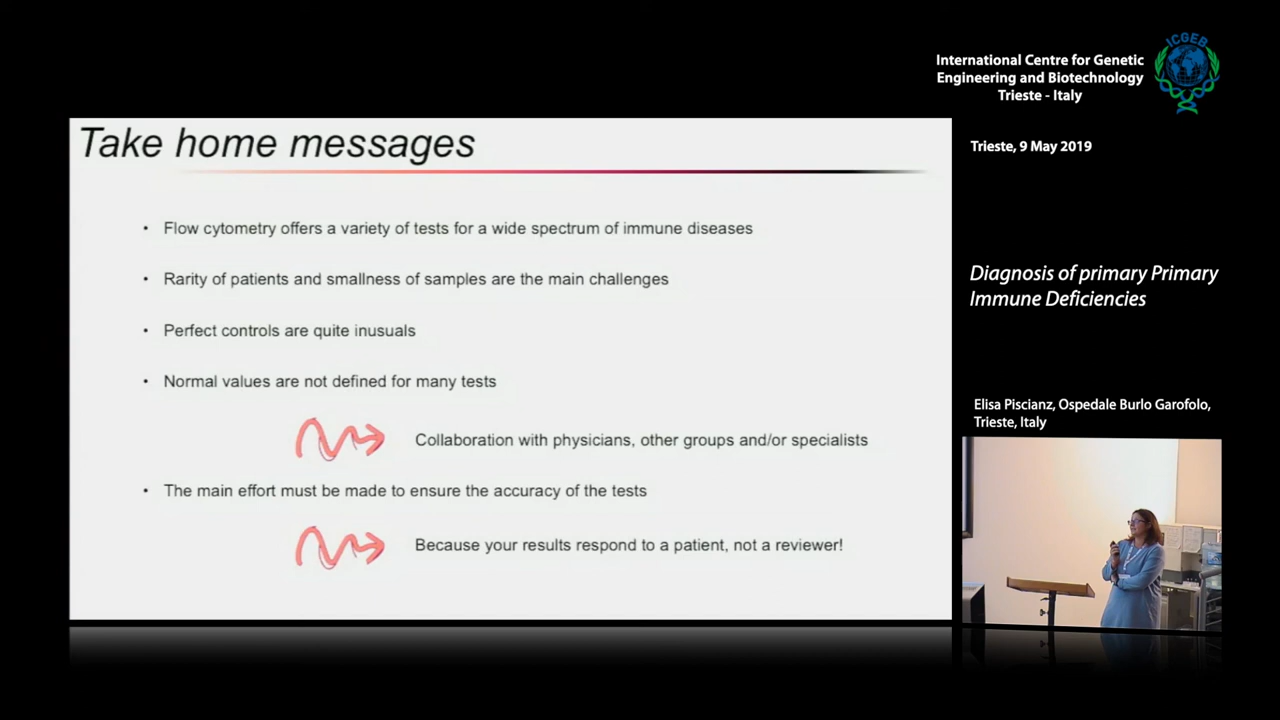 International Centre for Genetic
Engineering and Biotechnology
Trieste - Italy
ICGEB
Trieste, 9 May 2019
Take home messages
• Flow cytometry offers a variety of tests for a wide spectrum of immune diseases
• Rarity of patients and smallness of samples are the main challenges
• Perfect controls are quite inusuals
• Normal values are not defined for many tests
Collaboration with physicians, other groups and/or specialists
• The main effort must be made to ensure the accuracy of the tests
Because your results respond to a patient, not a reviewer!
Diagnosis of primary Primary
Immune Deficiencies
Elisa Piscianz, Ospedale Burlo Garofolo,
Trieste, Italy